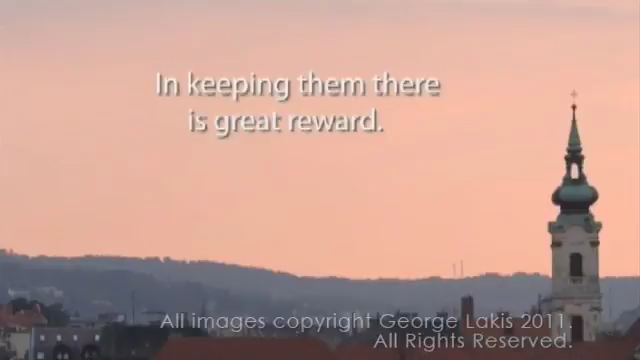 In keeping them there
is great reward.
All images copyright George Lakis 2011.
All Rights Reserved.